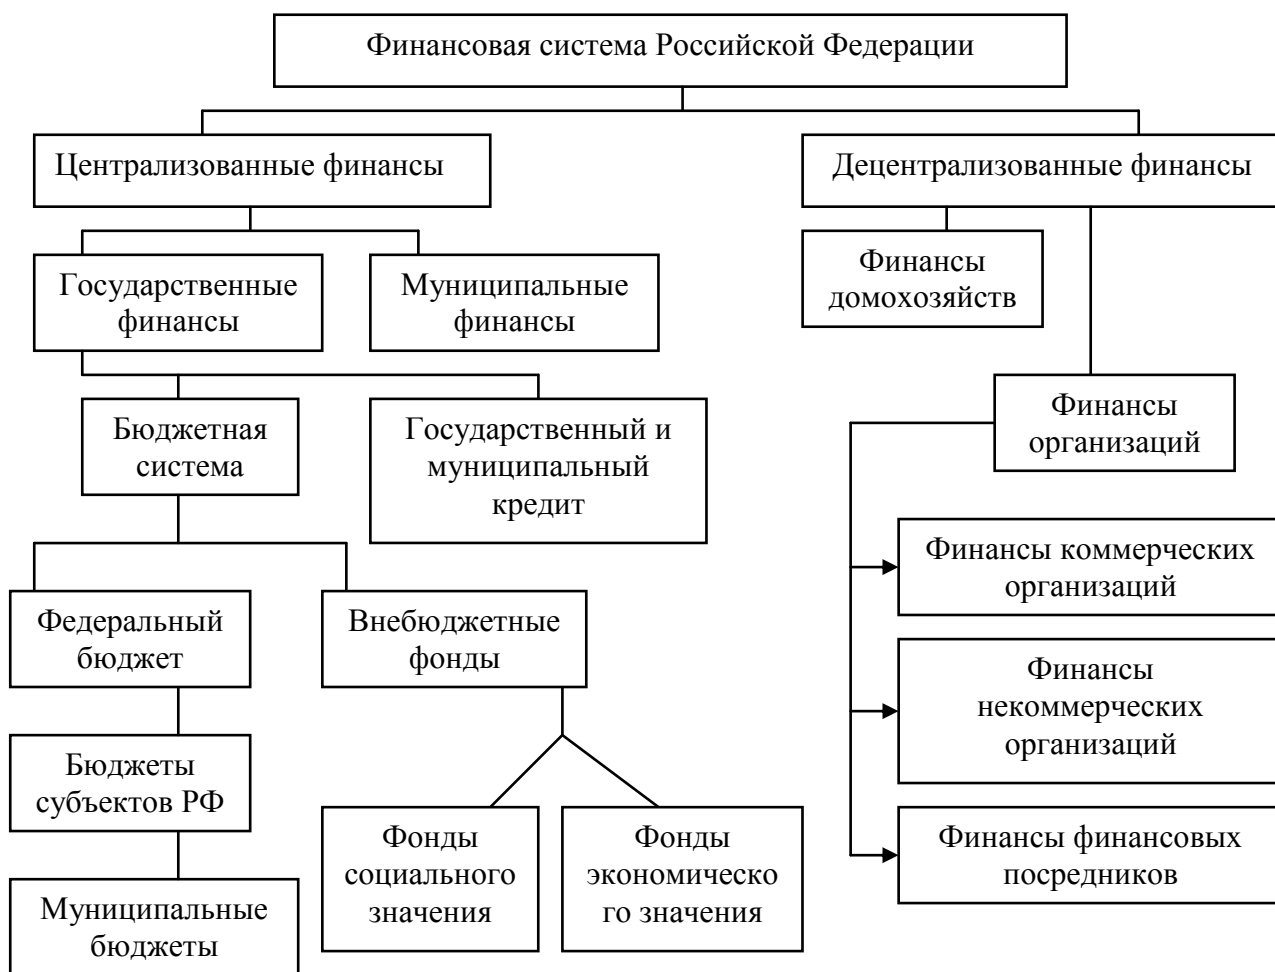 Финансовая система Российской Федерации
Централизованные финансы
Децентрализованные финансы
Государственные
финансы
Муниципальные
финансы
Финансы
домохозяйств
Бюджетная
система
Государственный и
муниципальный
кредит
Финансы
организаций
Финансы коммерческих
организаций
Федеральный
бюджет
Внебюджетные
фонды
Финансы
некоммерческих
организаций
Бюджеты
субъектов РФ
Фонды
социального
значения
Фонды
экономическо
го значения
Финансы финансовых
посредников
Муниципальные
бюджеты